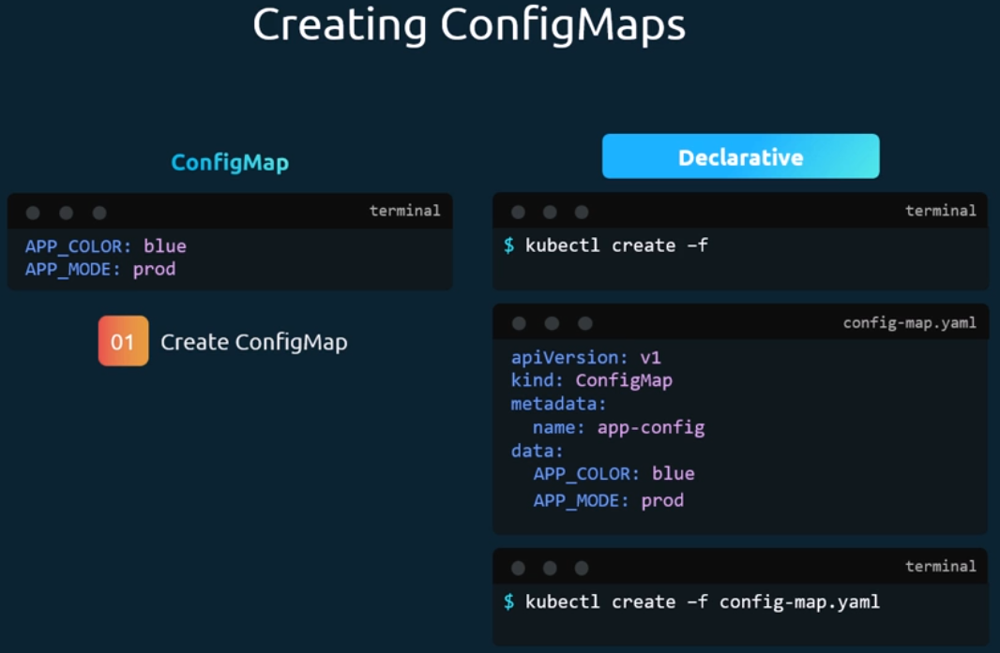 Creating ConfigMaps
ConfigMap
terminal
APP_COLOR: blue
APP_MODE: prod
01 Create ConfigMap
Declarative
terminal
$ kubectl create –f
config-map.yaml
apiVersion: v1
kind: ConfigMap
metadata:
  name: app-config
data:
  APP_COLOR: blue
  APP_MODE: prod
terminal
$ kubectl create –f config-map.yaml